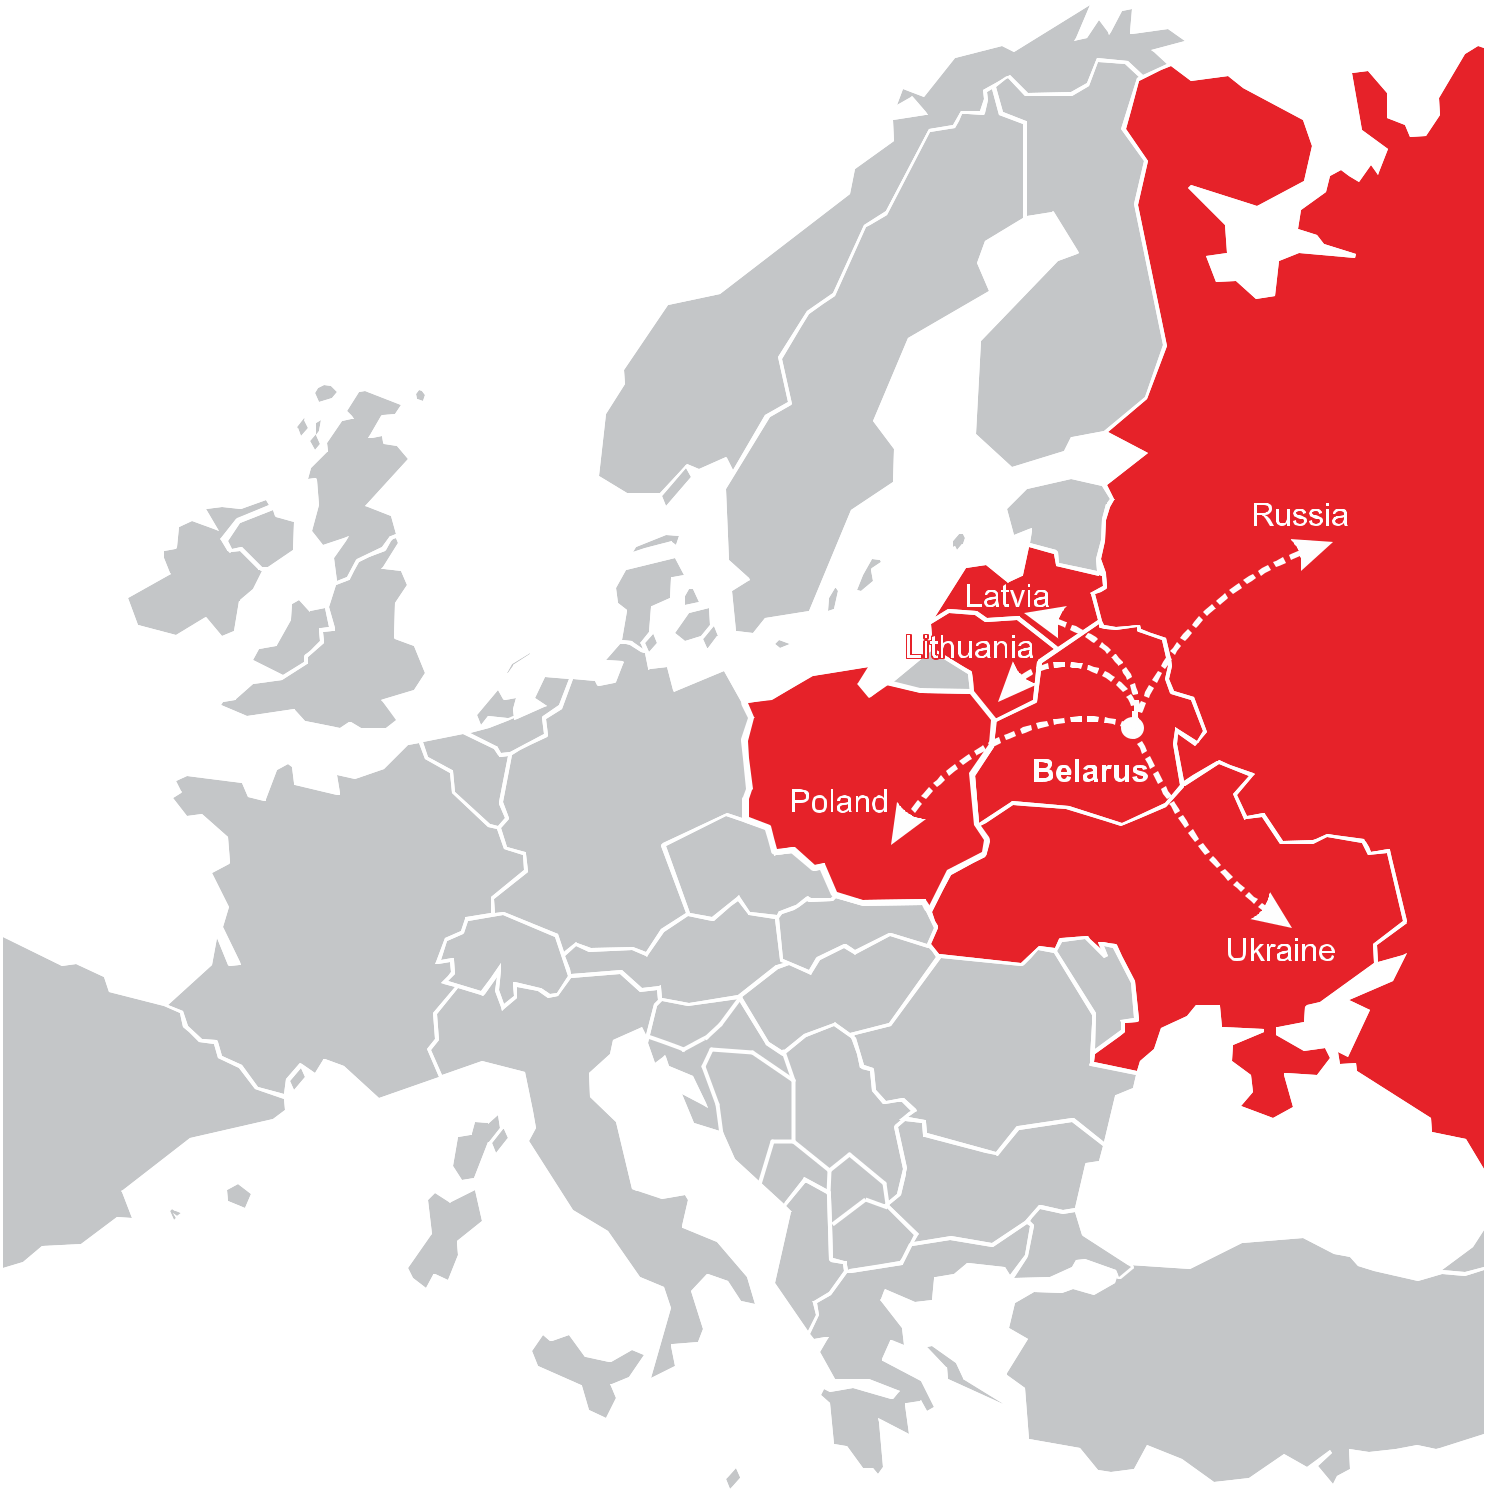 Russia
Latvia
Lithuania
Belarus
Poland
Ukraine